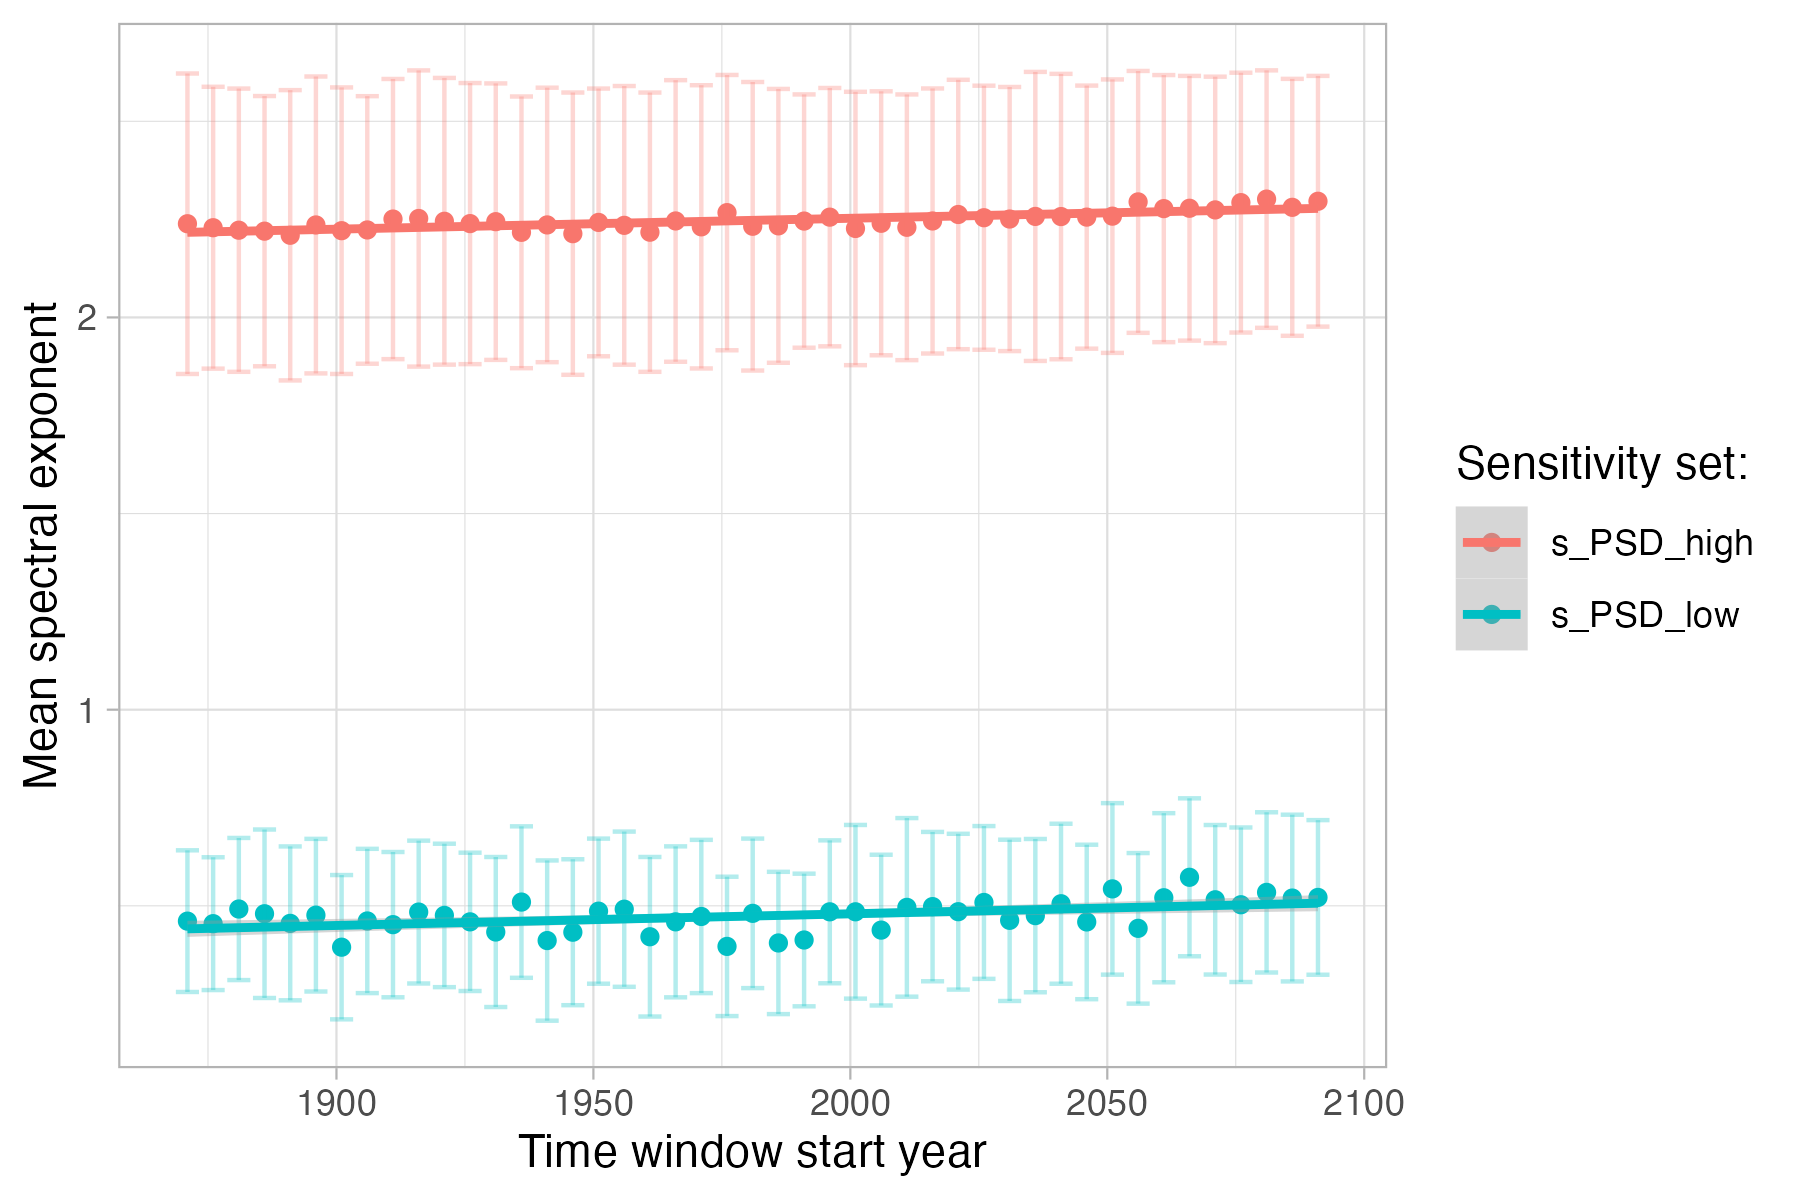 Mean spectral exponent
2
1
1900
1950
2000
2050
2100
Time window start year
Sensitivity set:
s_PSD_high
s_PSD_low